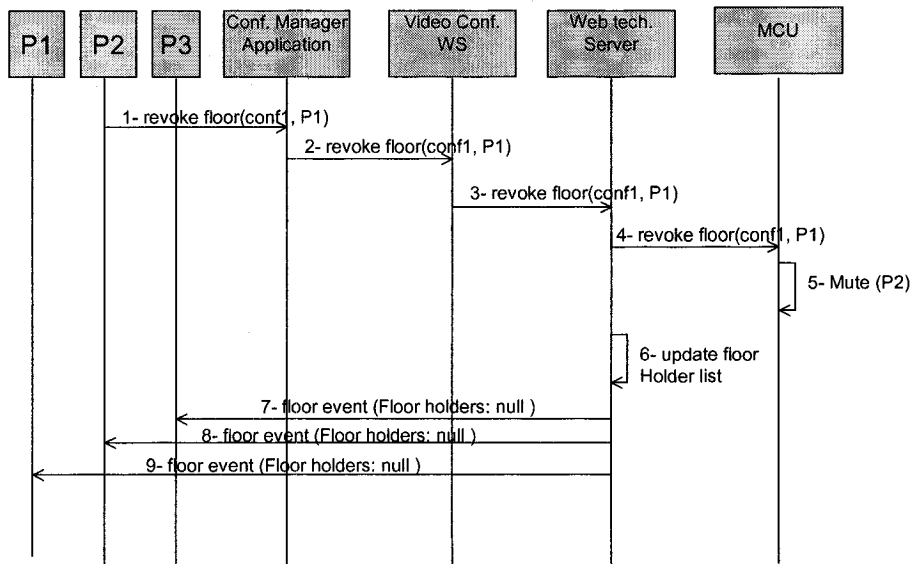 P1
P2
P3
Conf. Manager
Application
Video Conf.
WS
Web tech.
Server
MCU
1- revoke floor(conf1, P1)
2- revoke floor(conf1, P1)
3- revoke floor(conf1, P1)
4- revoke floor(conf1, P1)
5- Mute (P2)
6- update floor
Holder list
7- floor event (Floor holders: null )
8- floor event (Floor holders: null )
9- floor event (Floor holders: null )